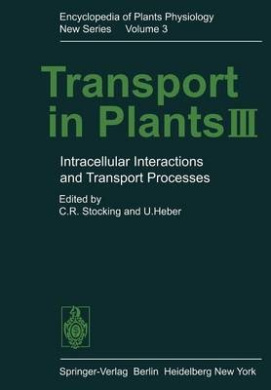 Encyclopedia of Plants Physiology
New Series Volume 3
Transport
in Plants III
Intracellular Interactions
and Transport Processes
Edited by
C.R. Stocking and U.Heber
Springer-Verlag Berlin Heidelberg New York